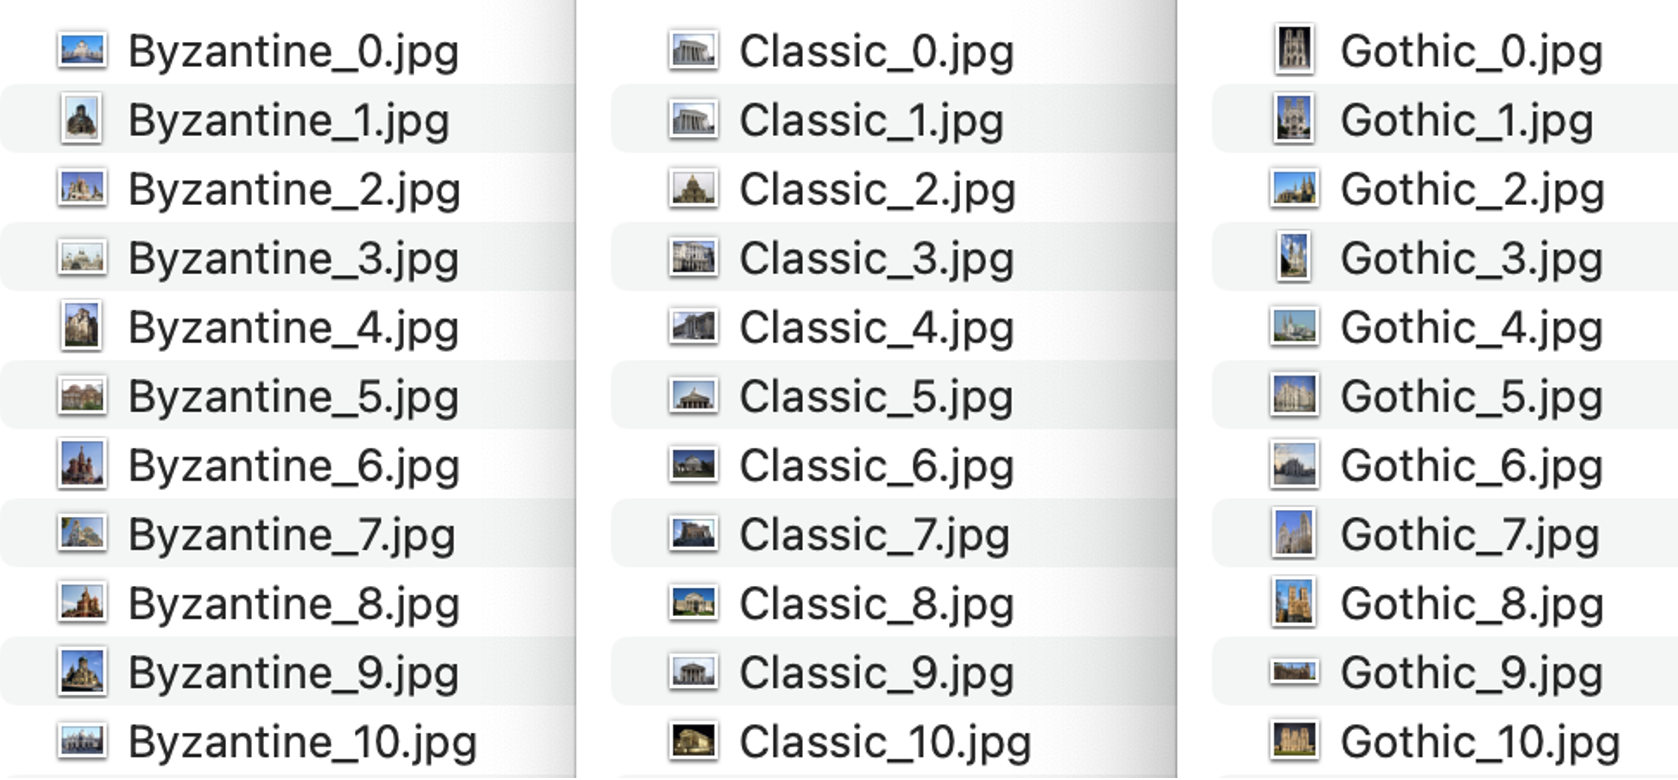 Byzantine_0.jpg
Byzantine_1.jpg
Byzantine_2.jpg
Byzantine_3.jpg
Byzantine_4.jpg
Byzantine_5.jpg
Byzantine_6.jpg
Byzantine_7.jpg
Byzantine_8.jpg
Byzantine_9.jpg
Byzantine_10.jpg
Classic_0.jpg
Classic_1.jpg
Classic_2.jpg
Classic_3.jpg
Classic_4.jpg
Classic_5.jpg
Classic_6.jpg
Classic_7.jpg
Classic_8.jpg
Classic_9.jpg
Classic_10.jpg
Gothic_0.jpg
Gothic_1.jpg
Gothic_2.jpg
Gothic_3.jpg
Gothic_4.jpg
Gothic_5.jpg
Gothic_6.jpg
Gothic_7.jpg
Gothic_8.jpg
Gothic_9.jpg
Gothic_10.jpg